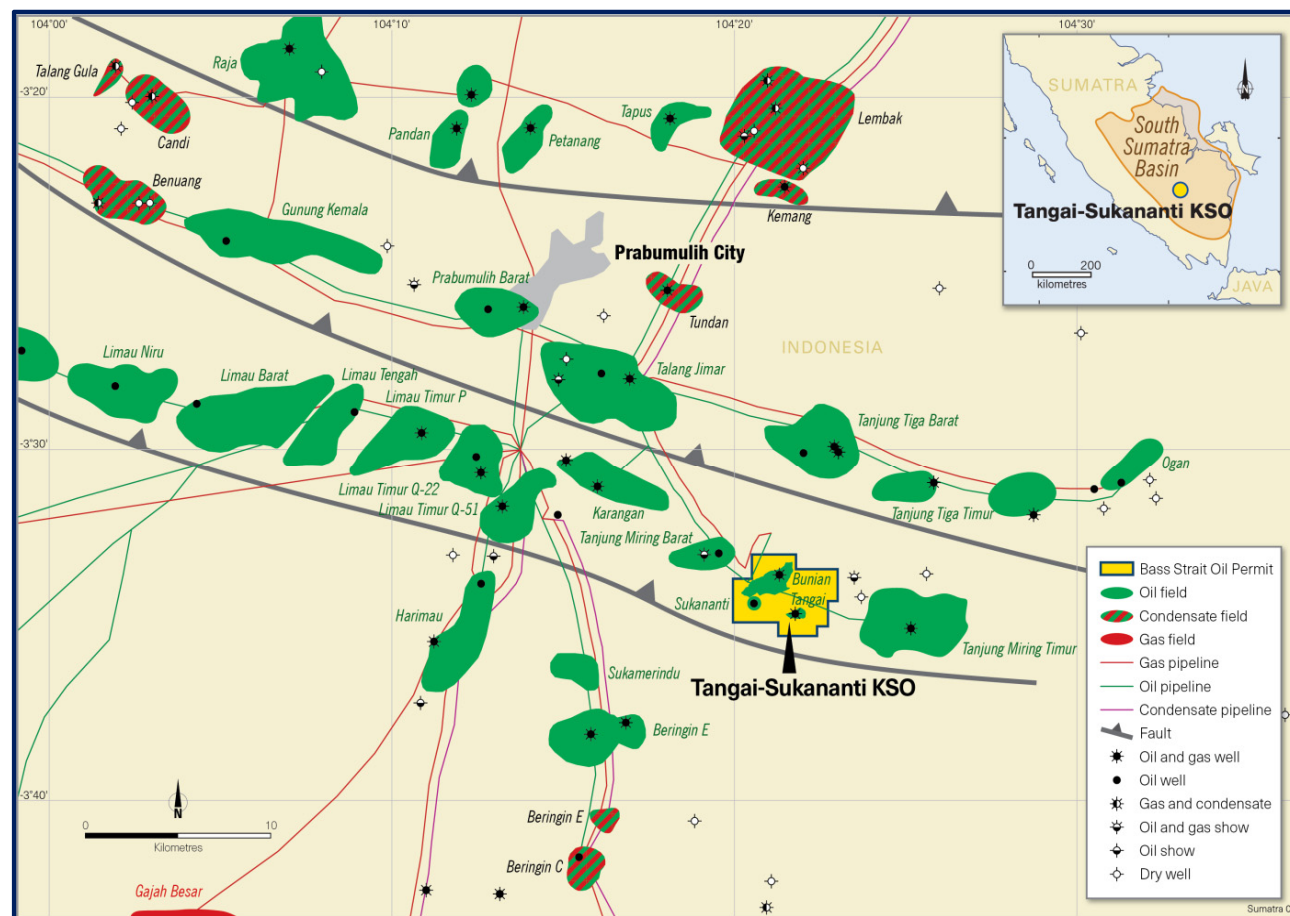 104°00'
104°10'
104°20'
104°30'
-3°20'
-3°30'
-3°40'
Talang Gula
Candi
Raja
Pandan
Petanang
Tapus
Lembak
Kemang
Benuang
Gunung Kemala
Prabumulih City
Prabumulih Barat
Tundan
INDONESIA
Limau Niru
Limau Barat
Limau Tengah
Limau Timur P
Talang Jimar
Tanjung Tiga Barat
Ogan
Limau Timur Q-22
Limau Timur Q-51
Karangan
Tanjung Tiga Timur
Tanjung Miring Barat
Bunian
Tangai
Sukananti
Harimau
Tanjung Miring Timur
Sukamerindu
Tangai-Sukananti KSO
Beringin E
Beringin E
Beringin C
Gajah Besar
N
0 10
Kilometres
SUMATRA
N
South
Sumatra
Basin
Tangai-Sukananti KSO
0 200
kilometres
JAVA
Bass Strait Oil Permit
Oil field
Condensate field
Gas field
Gas pipeline
Oil pipeline
Condensate pipeline
Fault
Oil and gas well
Oil well
Gas and condensate
Oil and gas show
Oil show
Dry well
Sumatra